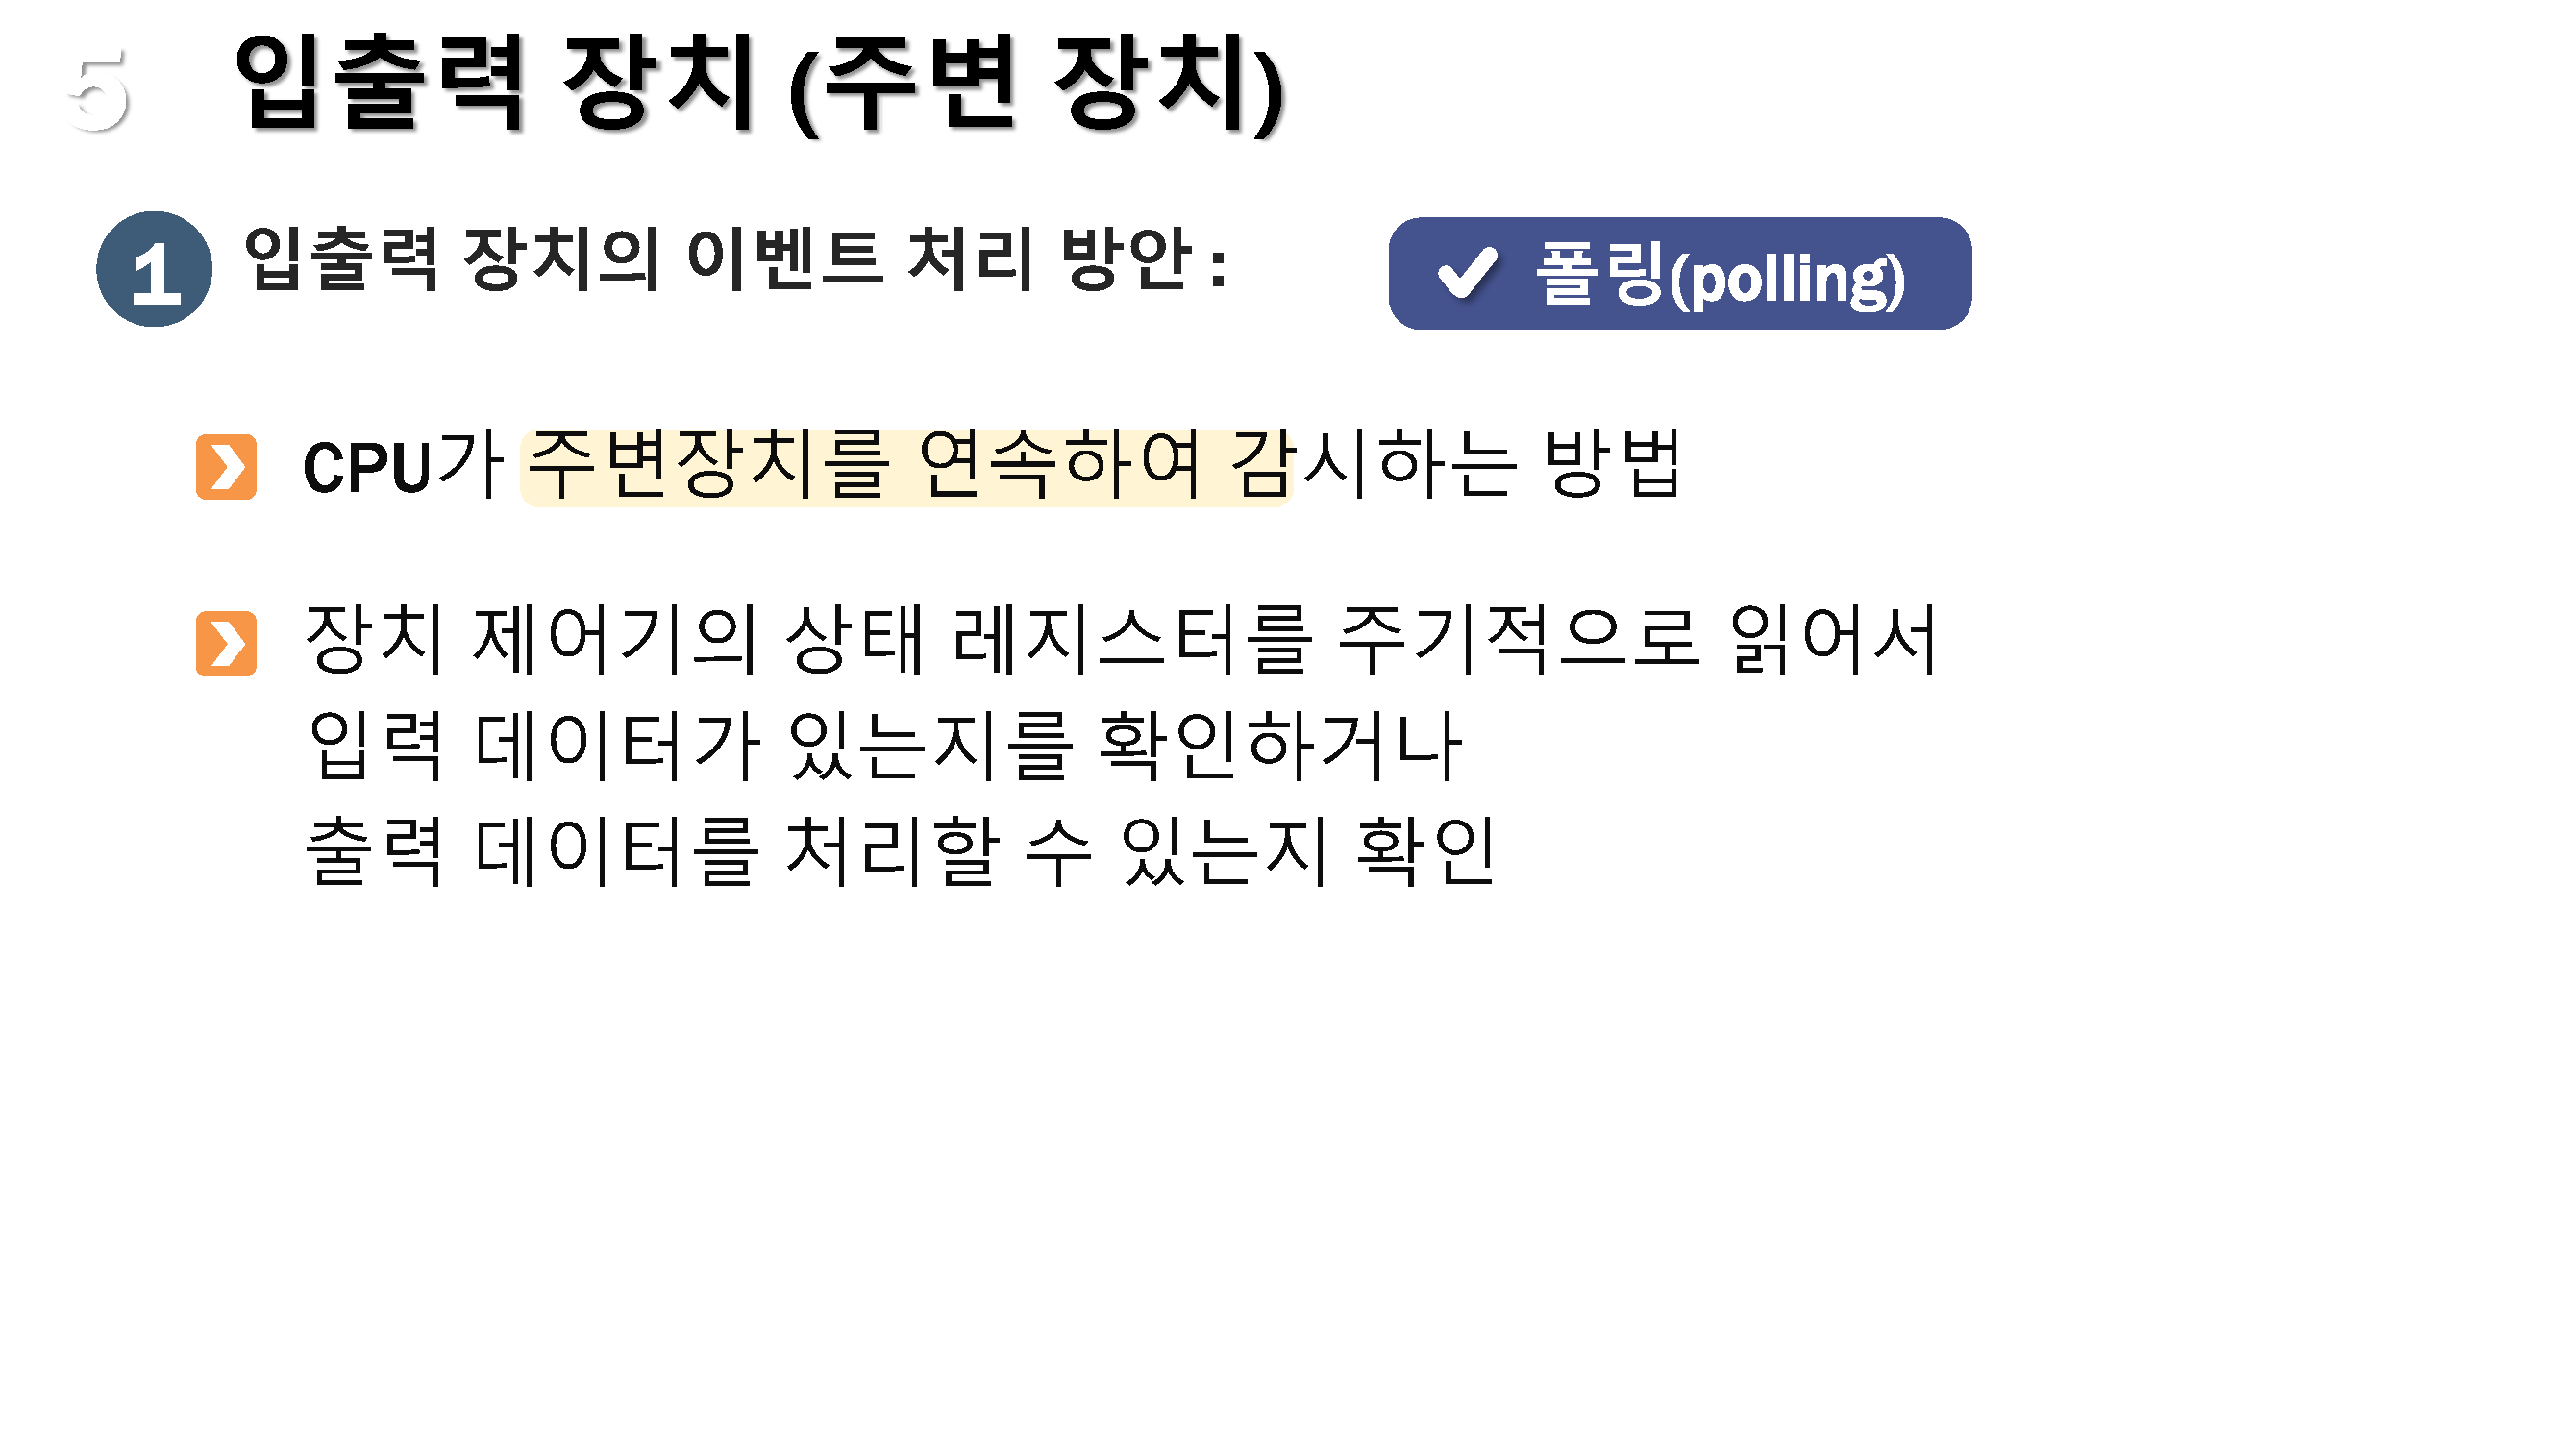 5 입출력 장치 (주변 장치)
1 입출력 장치의 이벤트 처리 방안 : ✔ 폴링(polling)
CPU가 주변장치를 연속하여 감시하는 방법
장치 제어기의 상태 레지스터를 주기적으로 읽어서
입력 데이터가 있는지를 확인하거나
출력 데이터를 처리할 수 있는지 확인